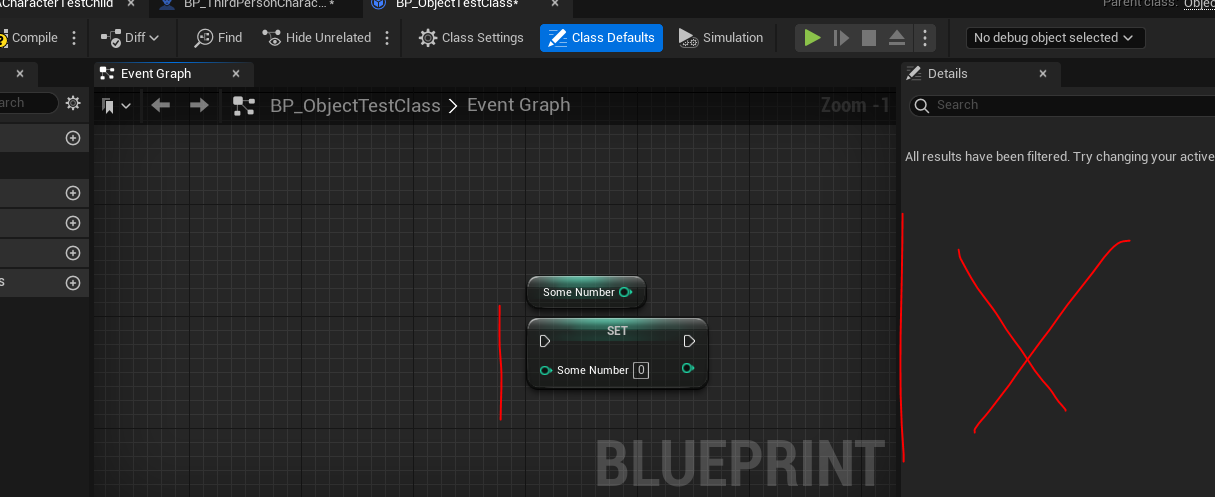 ACharacterTestChild
BP_ThirdPersonCharac...*
BP_ObjectTestClass*
Parent class:
Compile
Diff
Find
Hide Unrelated
Class Settings
Class Defaults
Simulation
No debug object selected
Event Graph
Details
arch
BP_ObjectTestClass > Event Graph
Zoom -1
Search
All results have been filtered. Try changing your active
Some Number
SET
s
Some Number 0
BLUEPRINT